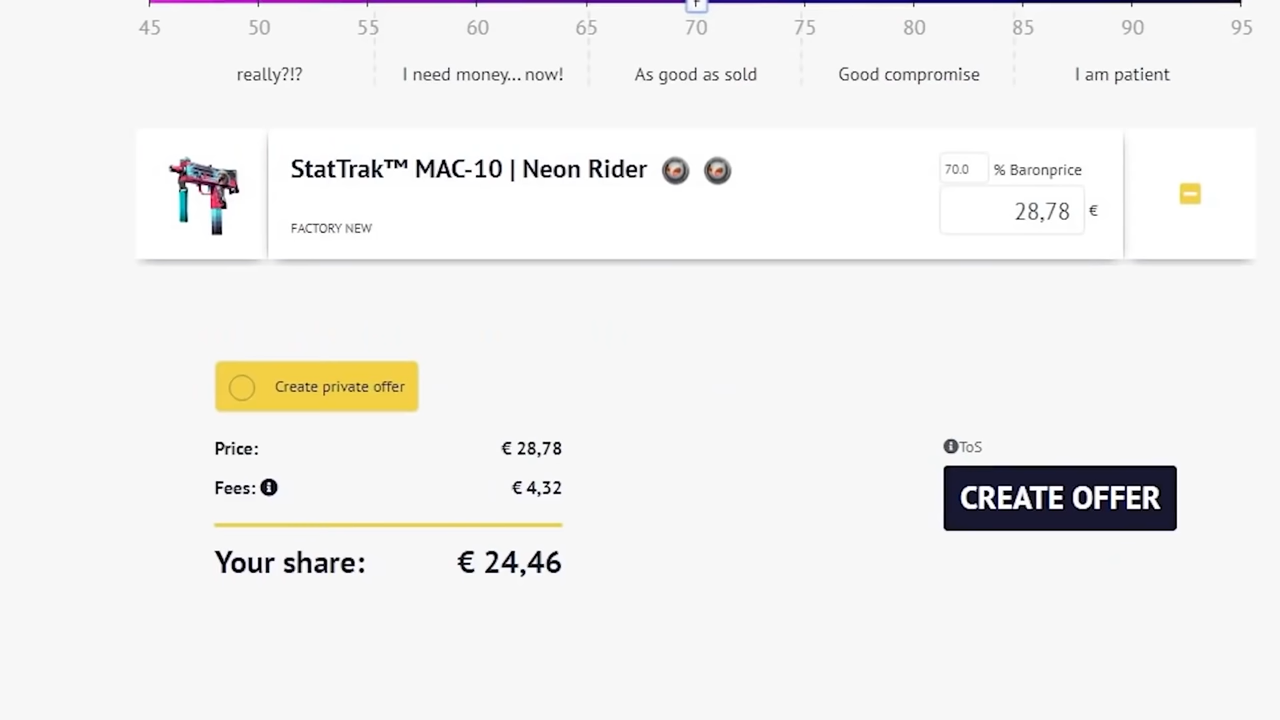 45 50 55 60 65 70 75 80 85 90 95
really?!? I need money... now! As good as sold Good compromise I am patient
StatTrak™ MAC-10 | Neon Rider
70.0 % Baronprice
28,78 €
FACTORY NEW
Create private offer
Price: € 28,78
ToS
Fees: € 4,32
CREATE OFFER
Your share: € 24,46